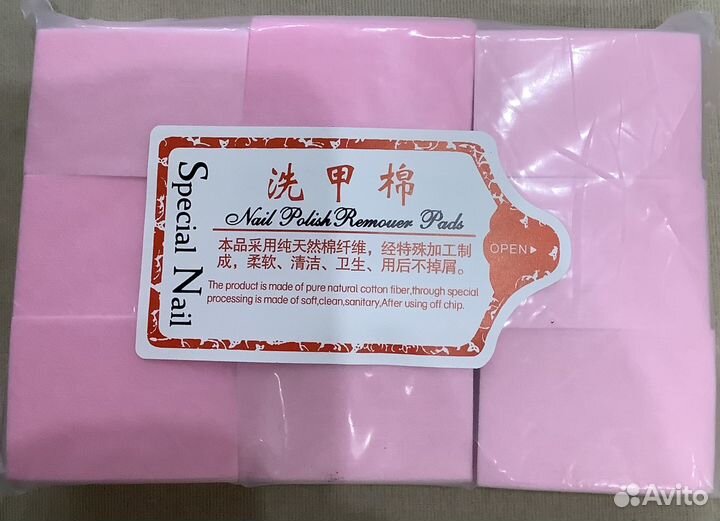 Special Nail
洗甲棉
Nail Polish Remouer Pads
本品采用纯天然棉纤维，经特殊加工制
成，柔软、清洁、卫生、用后不掉屑。
The product is made of pure natural cotton fiber,through special
processing is made of soft,clean,sanitary,After using off chip.
OPEN
Avito